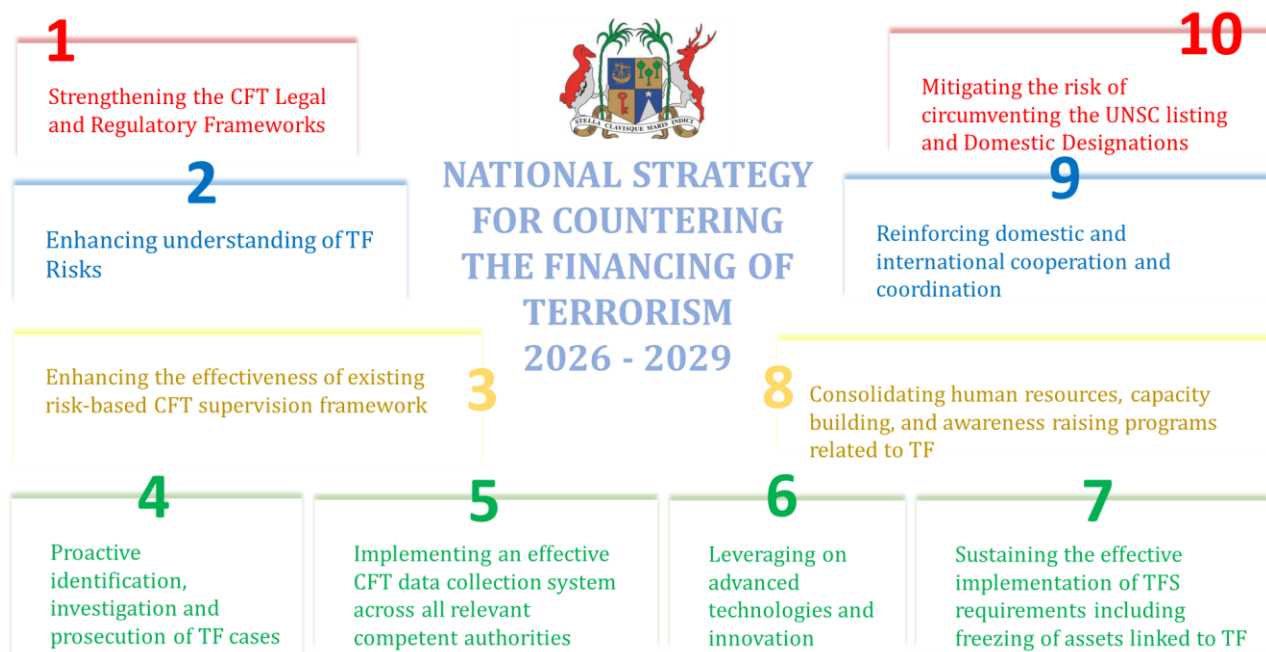 1
Strengthening the CFT Legal
and Regulatory Frameworks
2
Enhancing understanding of TF
Risks
3
Enhancing the effectiveness of existing
risk-based CFT supervision framework
4
Proactive
identification,
investigation and
prosecution of TF cases
5
Implementing an effective
CFT data collection system
across all relevant
competent authorities
6
Leveraging on
advanced
technologies and
innovation
7
Sustaining the effective
implementation of TFS
requirements including
freezing of assets linked to TF
8
Consolidating human resources, capacity
building, and awareness raising programs
related to TF
9
Reinforcing domestic and
international cooperation and
coordination
10
Mitigating the risk of
circumventing the UNSC listing
and Domestic Designations
STELLA CLAVISQUE MARIS INDICI
NATIONAL STRATEGY
FOR COUNTERING
THE FINANCING OF
TERRORISM
2026 - 2029